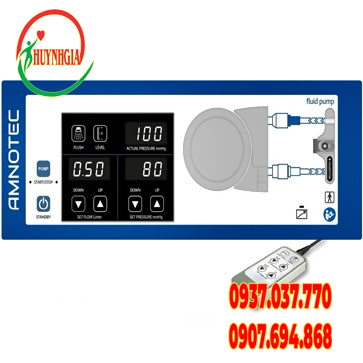 HUYNHGIA
AMNOTEC
fluid pump
FLUSH
LEVEL
100
ACTUAL PRESSURE mmHg
PUMP
START/STOP
STANDBY
0.50
80
DOWN
UP
DOWN
UP
SET FLOW L/min
SET PRESSURE mmHg
0937.037.770
0907.694.868